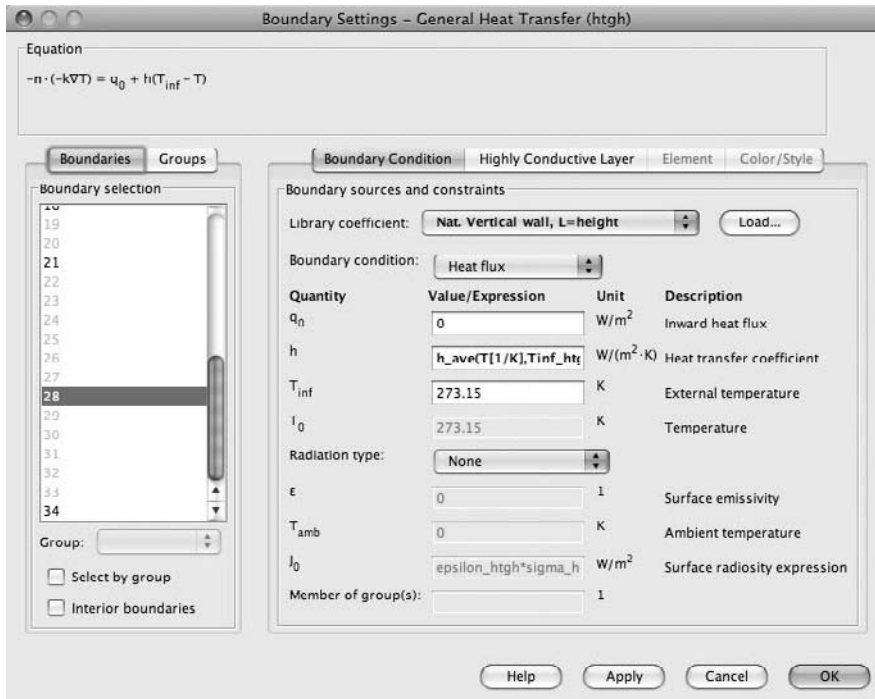 Boundary Settings – General Heat Transfer (htgh)
Equation
-n·(-k∇T) = q0 + h(Tinf - T)
Boundaries Groups
Boundary selection
18
19
20
21
22
23
24
25
26
27
28
29
30
31
32
33
34
Group:
Select by group
Interior boundaries
Boundary Condition Highly Conductive Layer Element Color/Style
Boundary sources and constraints
Library coefficient: Nat. Vertical wall, L=height Load...
Boundary condition: Heat flux
Quantity Value/Expression Unit Description
q0 0 W/m2 Inward heat flux
h h_ave(T[1/K],Tinf_htg W/(m2·K) Heat transfer coefficient
Tinf 273.15 K External temperature
T0 273.15 K Temperature
Radiation type: None
ε 0 1 Surface emissivity
Tamb 0 K Ambient temperature
J0 epsilon_htgh*sigma_h W/m2 Surface radiosity expression
Member of group(s): 1
Help Apply Cancel OK